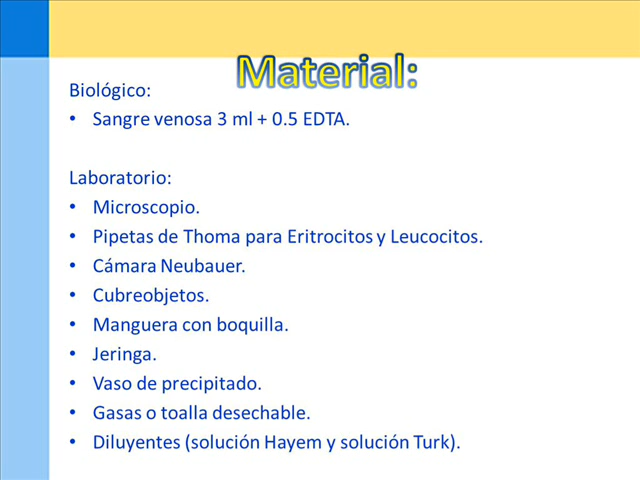 Material:
Biológico:
• Sangre venosa 3 ml + 0.5 EDTA.
Laboratorio:
• Microscopio.
• Pipetas de Thoma para Eritrocitos y Leucocitos.
• Cámara Neubauer.
• Cubreobjetos.
• Manguera con boquilla.
• Jeringa.
• Vaso de precipitado.
• Gasas o toalla desechable.
• Diluyentes (solución Hayem y solución Turk).